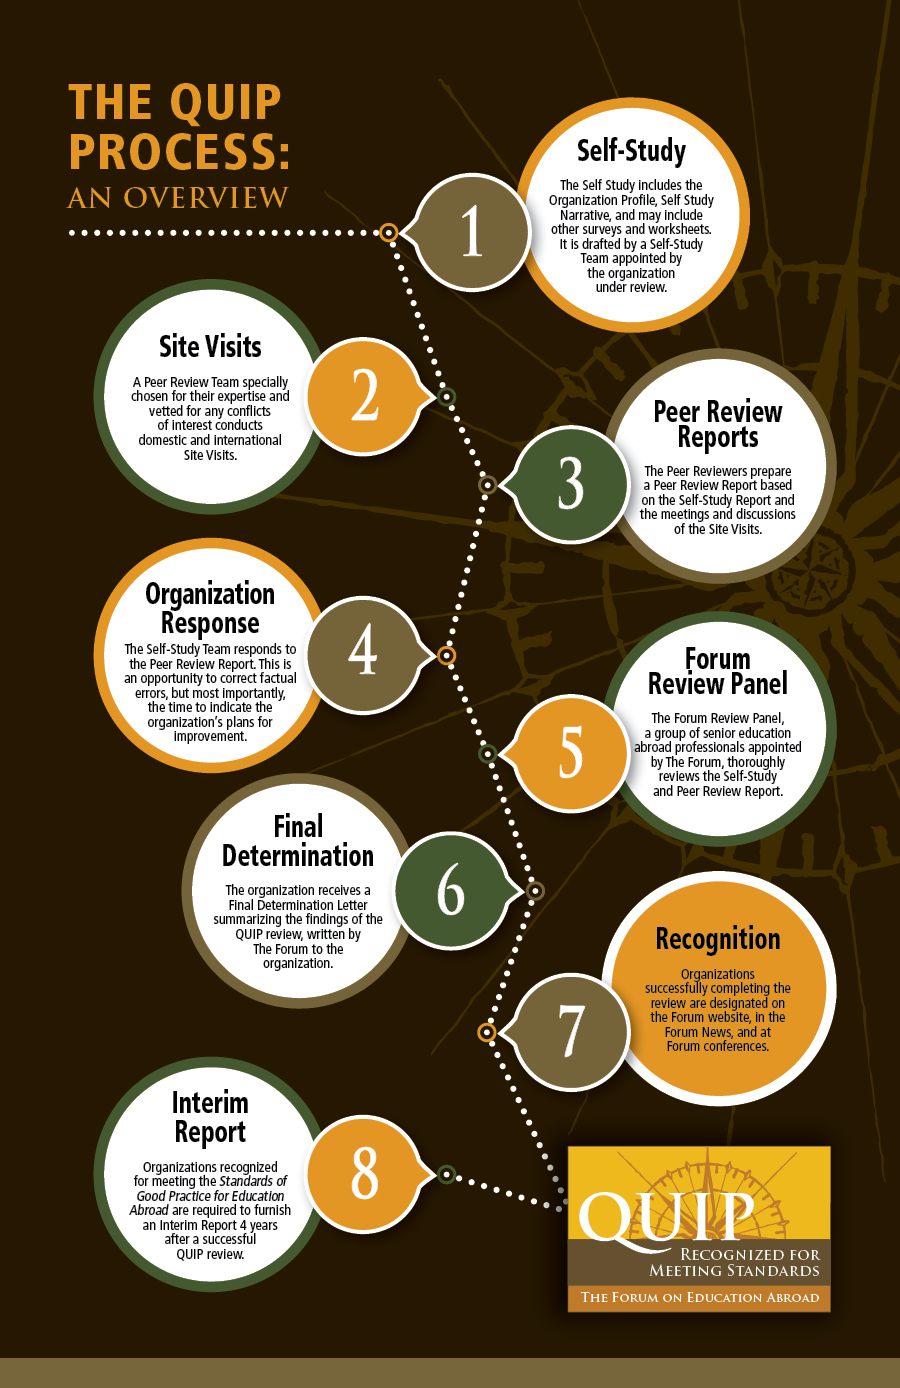 THE QUIP
PROCESS:
AN OVERVIEW
1
Self-Study
The Self Study includes the
Organization Profile, Self Study
Narrative, and may include
other surveys and worksheets.
It is drafted by a Self-Study
Team appointed by
the organization
under review.
Site Visits
A Peer Review Team specially
chosen for their expertise and
vetted for any conflicts
of interest conducts
domestic and international
Site Visits.
2
3
Peer Review
Reports
The Peer Reviewers prepare
a Peer Review Report based
on the Self-Study Report and
the meetings and discussions
of the Site Visits.
Organization
Response
The Self-Study Team responds to
the Peer Review Report. This is
an opportunity to correct factual
errors, but most importantly,
the time to indicate the
organization's plans for
improvement.
4
5
Forum
Review Panel
The Forum Review Panel,
a group of senior education
abroad professionals appointed
by The Forum, thoroughly
reviews the Self-Study
and Peer Review Report.
Final
Determination
The organization receives a
Final Determination Letter
summarizing the findings of the
QUIP review, written by
The Forum to the
organization.
6
7
Recognition
Organizations
successfully completing the
review are designated on
the Forum website, in the
Forum News, and at
Forum conferences.
Interim
Report
Organizations recognized
for meeting the Standards of
Good Practice for Education
Abroad are required to furnish
an Interim Report 4 years
after a successful
QUIP review.
8
QUIP
RECOGNIZED FOR
MEETING STANDARDS
THE FORUM ON EDUCATION ABROAD